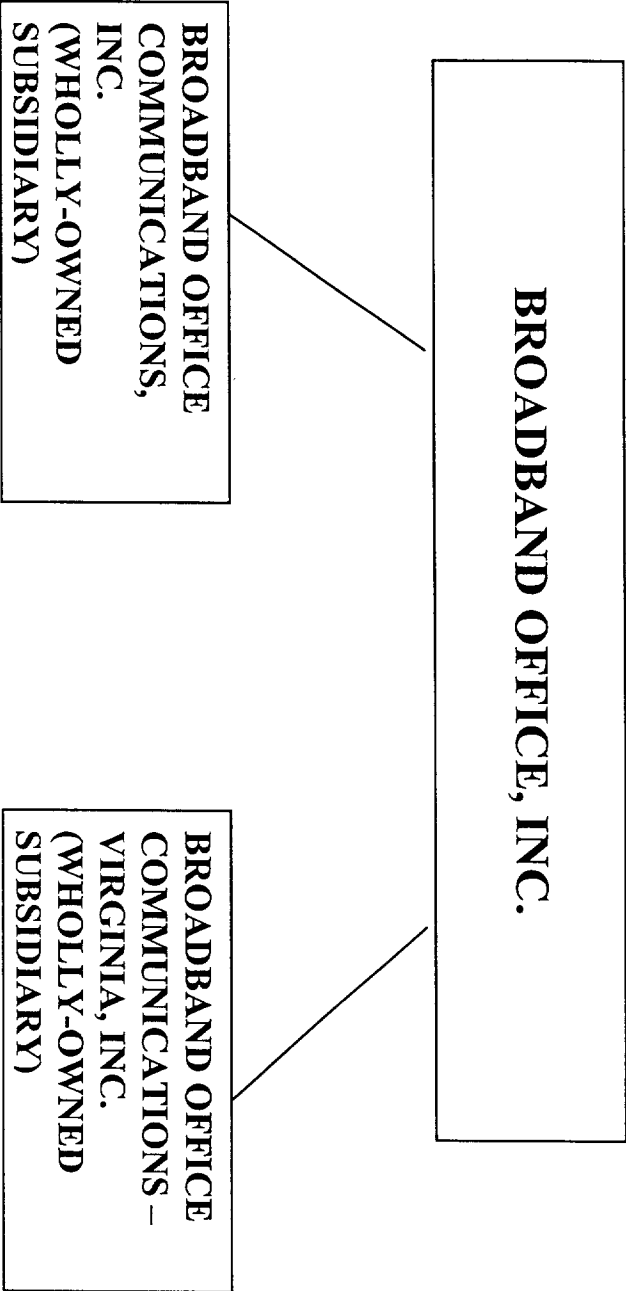 BROADBAND OFFICE, INC.
BROADBAND OFFICE
COMMUNICATIONS,
INC.
(WHOLLY-OWNED
SUBSIDIARY)
BROADBAND OFFICE
COMMUNICATIONS –
VIRGINIA, INC.
(WHOLLY-OWNED
SUBSIDIARY)